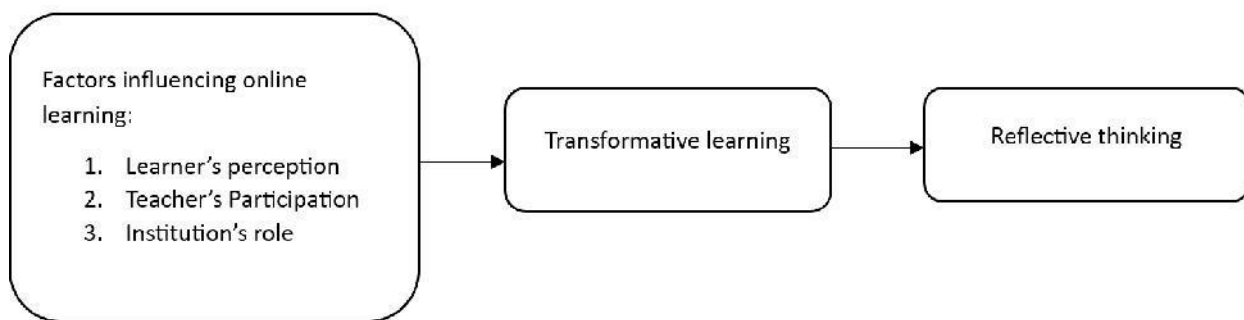 Factors influencing online
learning:
1. Learner’s perception
2. Teacher’s Participation
3. Institution’s role
Transformative learning
Reflective thinking